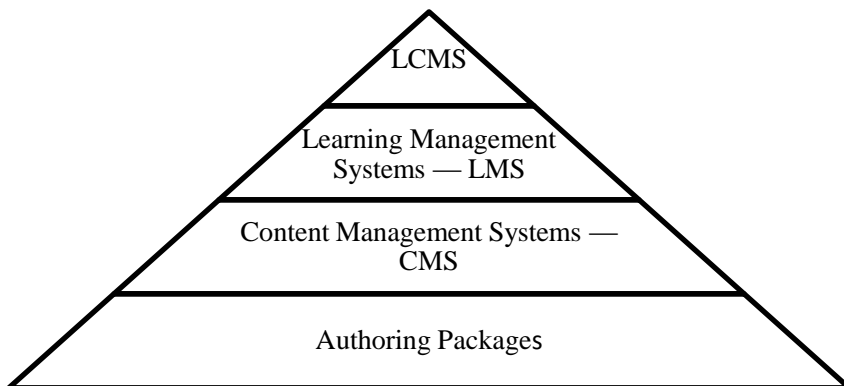 LCMS
Learning Management
Systems — LMS
Content Management Systems —
CMS
Authoring Packages